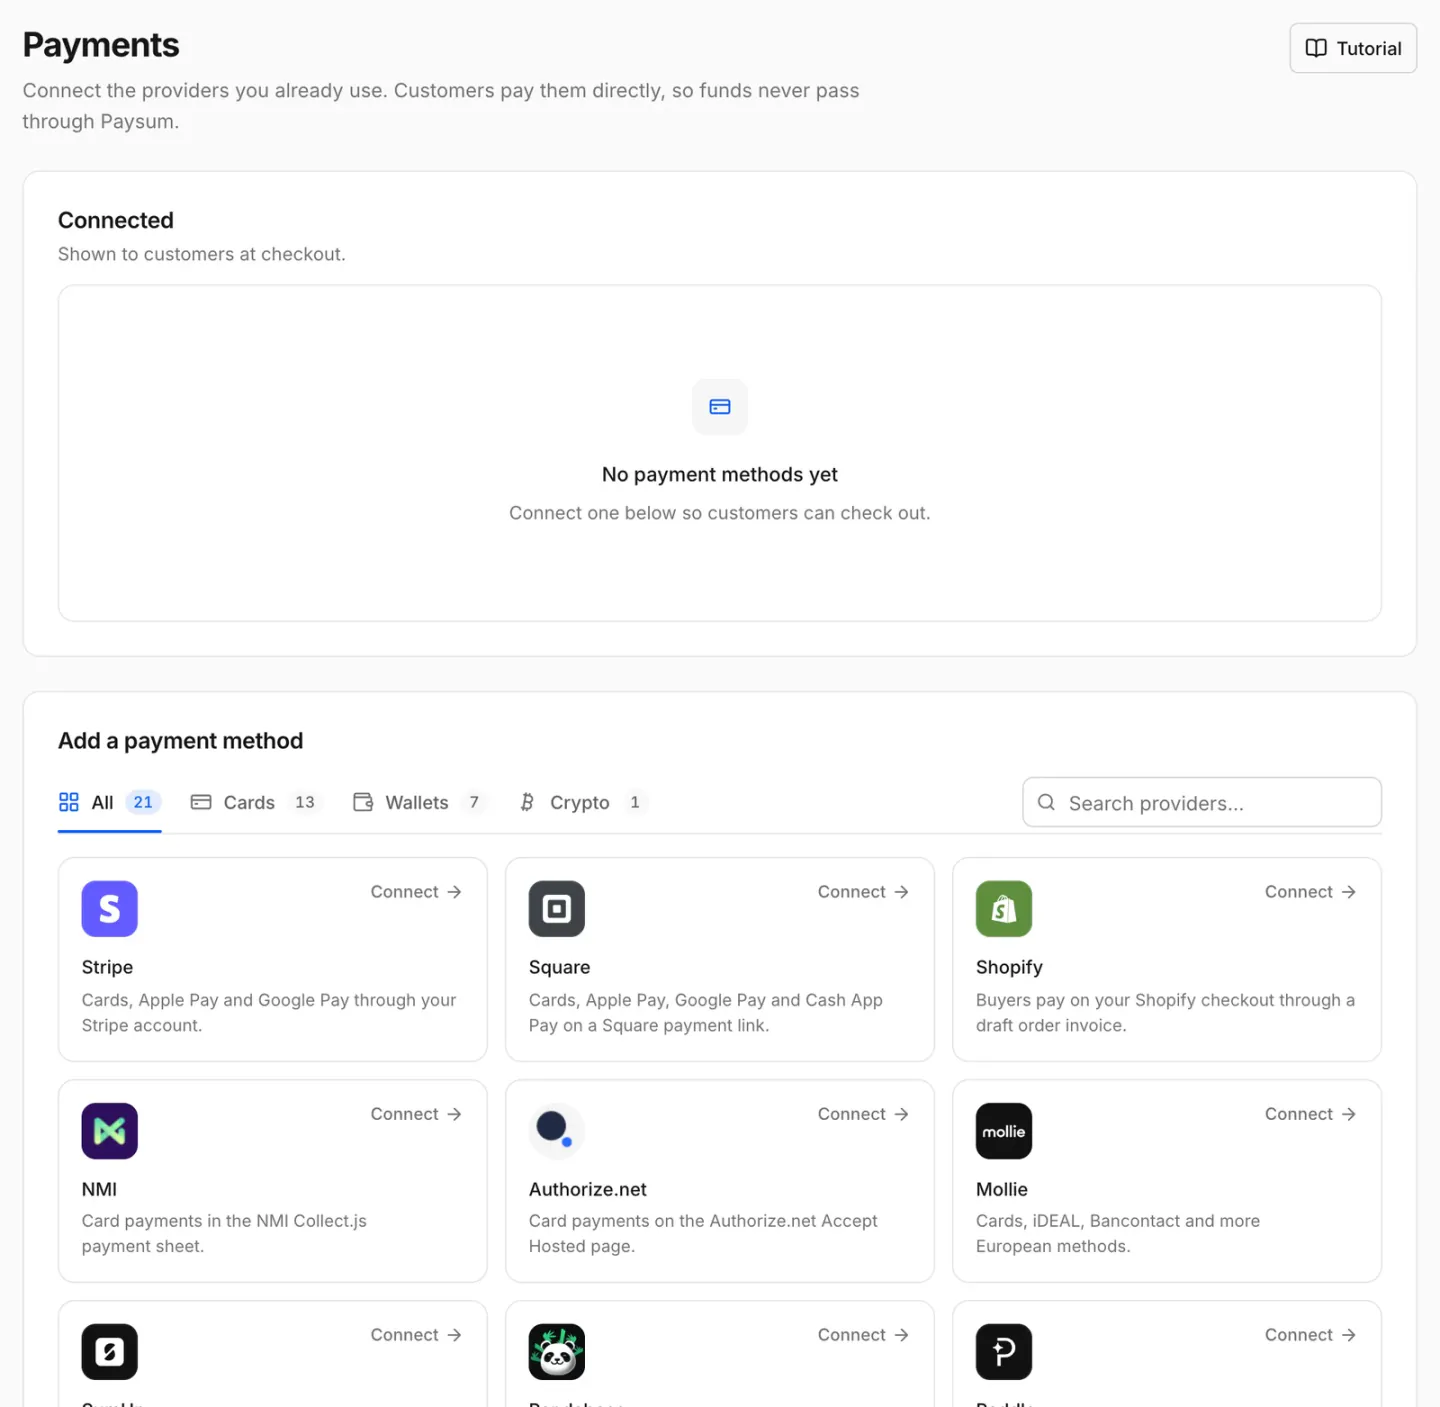 Payments
Tutorial
Connect the providers you already use. Customers pay them directly, so funds never pass
through Paysum.
Connected
Shown to customers at checkout.
No payment methods yet
Connect one below so customers can check out.
Add a payment method
All 21 Cards 13 Wallets 7 Crypto 1
Search providers...
Connect →
Stripe
Cards, Apple Pay and Google Pay through your
Stripe account.
Connect →
Square
Cards, Apple Pay, Google Pay and Cash App
Pay on a Square payment link.
Connect →
Shopify
Buyers pay on your Shopify checkout through a
draft order invoice.
Connect →
NMI
Card payments in the NMI Collect.js
payment sheet.
Connect →
Authorize.net
Card payments on the Authorize.net Accept
Hosted page.
mollie
Connect →
Mollie
Cards, iDEAL, Bancontact and more
European methods.
Connect →
Connect →
Connect →